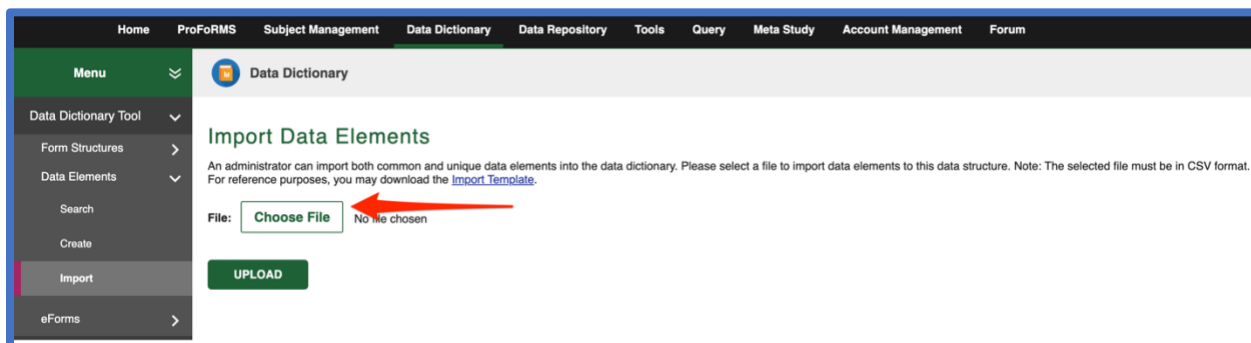 Home ProFoRMS Subject Management Data Dictionary Data Repository Tools Query Meta Study Account Management Forum
Menu
Data Dictionary
Data Dictionary Tool
Form Structures
Data Elements
Search
Create
Import
eForms
Import Data Elements
An administrator can import both common and unique data elements into the data dictionary. Please select a file to import data elements to this data structure. Note: The selected file must be in CSV format.
For reference purposes, you may download the Import Template.
File: Choose File No file chosen
UPLOAD